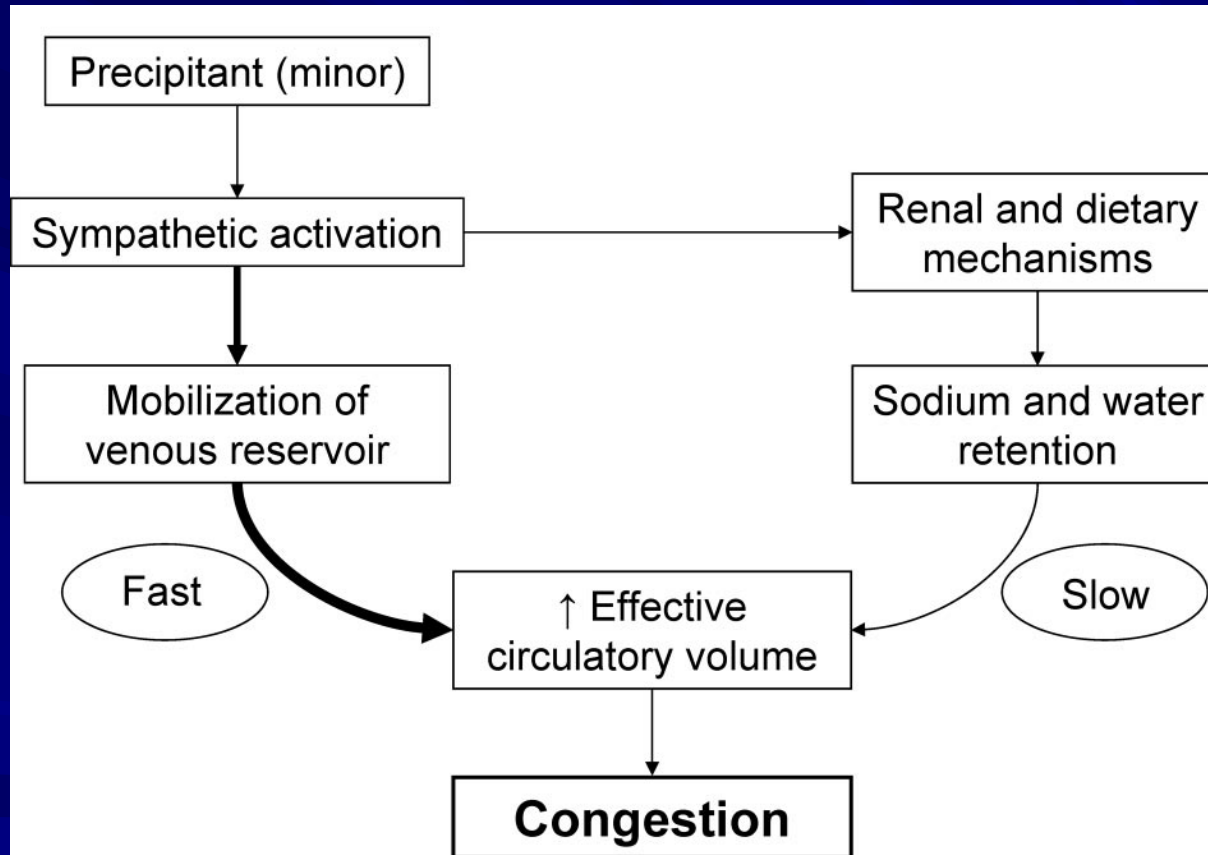 Precipitant (minor)
Sympathetic activation
Renal and dietary
mechanisms
Mobilization of
venous reservoir
Sodium and water
retention
Fast
Slow
↑ Effective
circulatory volume
Congestion